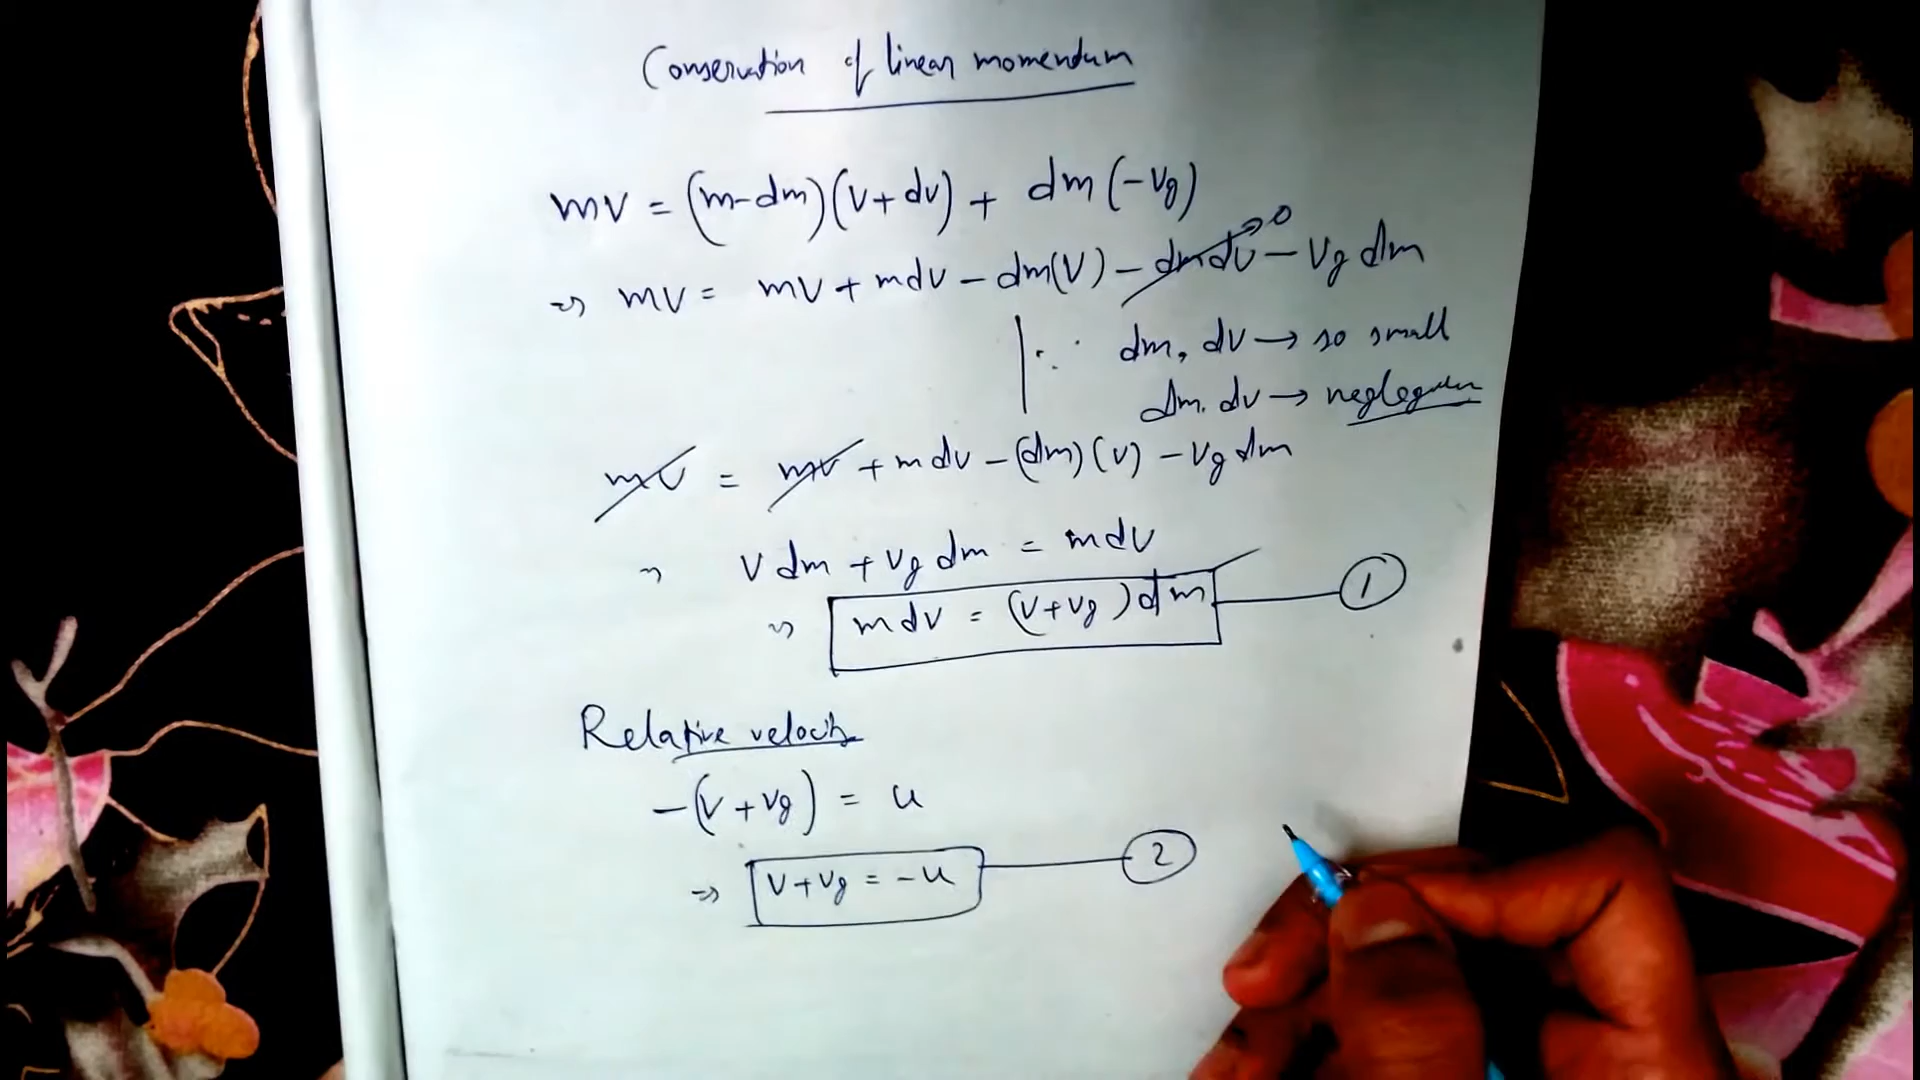 Conservation of linear momentum
mv = (m-dm)(v+dv) + dm(-vg)
⇒ mv = mv + mdv - dm(v) - dmdv→0 - vg dm
∵ dm, dv → so small
dm. dv →
mv = mv + mdv - (dm)(v) - vg dm
⇒ v dm + vg dm = mdv
⇒ mdv = (v+vg)dm — 1
Relative velocity
-(v+vg) = u
⇒ v+vg = -u — 2